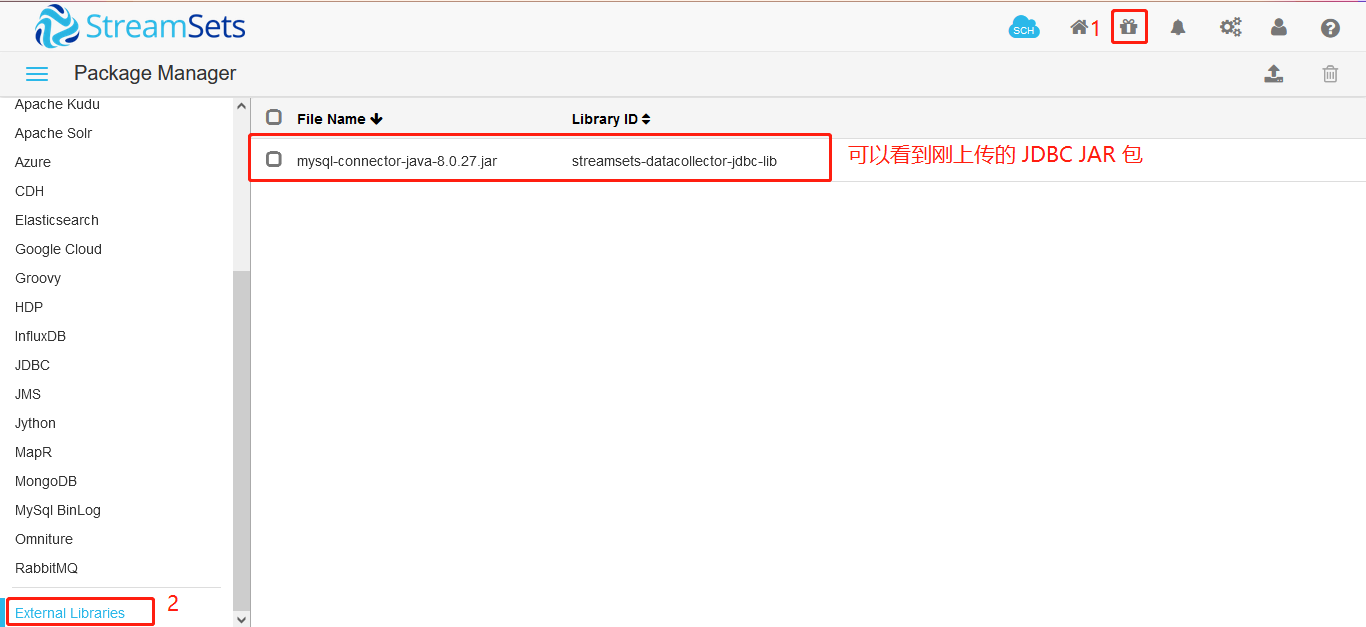 StreamSets
SCH
1
Package Manager
Apache Kudu
Apache Solr
Azure
CDH
Elasticsearch
Google Cloud
Groovy
HDP
InfluxDB
JDBC
JMS
Jython
MapR
MongoDB
MySql BinLog
Omniture
RabbitMQ
External Libraries
2
File Name Library ID
mysql-connector-java-8.0.27.jar streamsets-datacollector-jdbc-lib
可以看到刚上传的 JDBC JAR 包